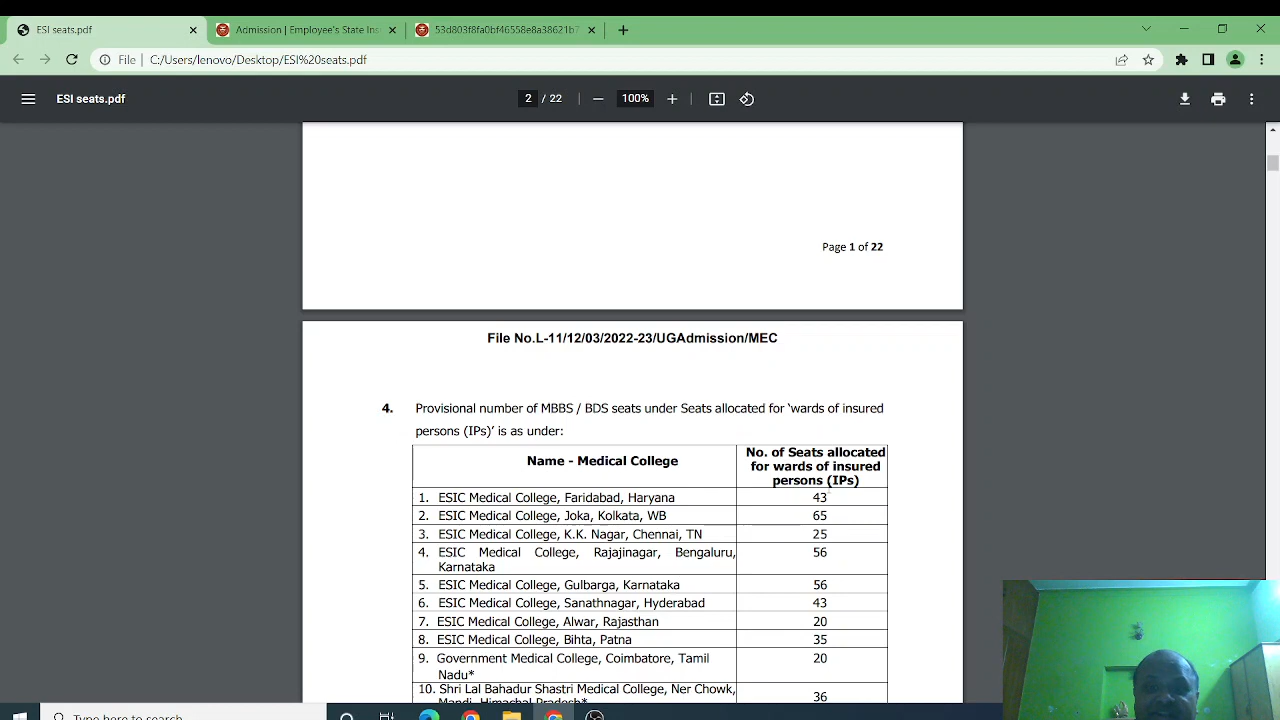 ESI seats.pdf
Admission | Employee's State Ins
53d803f8fa0bf46558e8a38621b7
File
C:/Users/lenovo/Desktop/ESI%20seats.pdf
ESI seats.pdf
2 / 22
100%
Page 1 of 22
File No.L-11/12/03/2022-23/UGAdmission/MEC
4. Provisional number of MBBS / BDS seats under Seats allocated for 'wards of insured
persons (IPs)' is as under:
Name - Medical College
No. of Seats allocated
for wards of insured
persons (IPs)
1. ESIC Medical College, Faridabad, Haryana 43
2. ESIC Medical College, Joka, Kolkata, WB 65
3. ESIC Medical College, K.K. Nagar, Chennai, TN 25
4. ESIC Medical College, Rajajinagar, Bengaluru, 56
Karnataka
5. ESIC Medical College, Gulbarga, Karnataka 56
6. ESIC Medical College, Sanathnagar, Hyderabad 43
7. ESIC Medical College, Alwar, Rajasthan 20
8. ESIC Medical College, Bihta, Patna 35
9. Government Medical College, Coimbatore, Tamil 20
Nadu*
10. Shri Lal Bahadur Shastri Medical College, Ner Chowk, 36
Mandi, Himachal Pradesh*
Type here to search